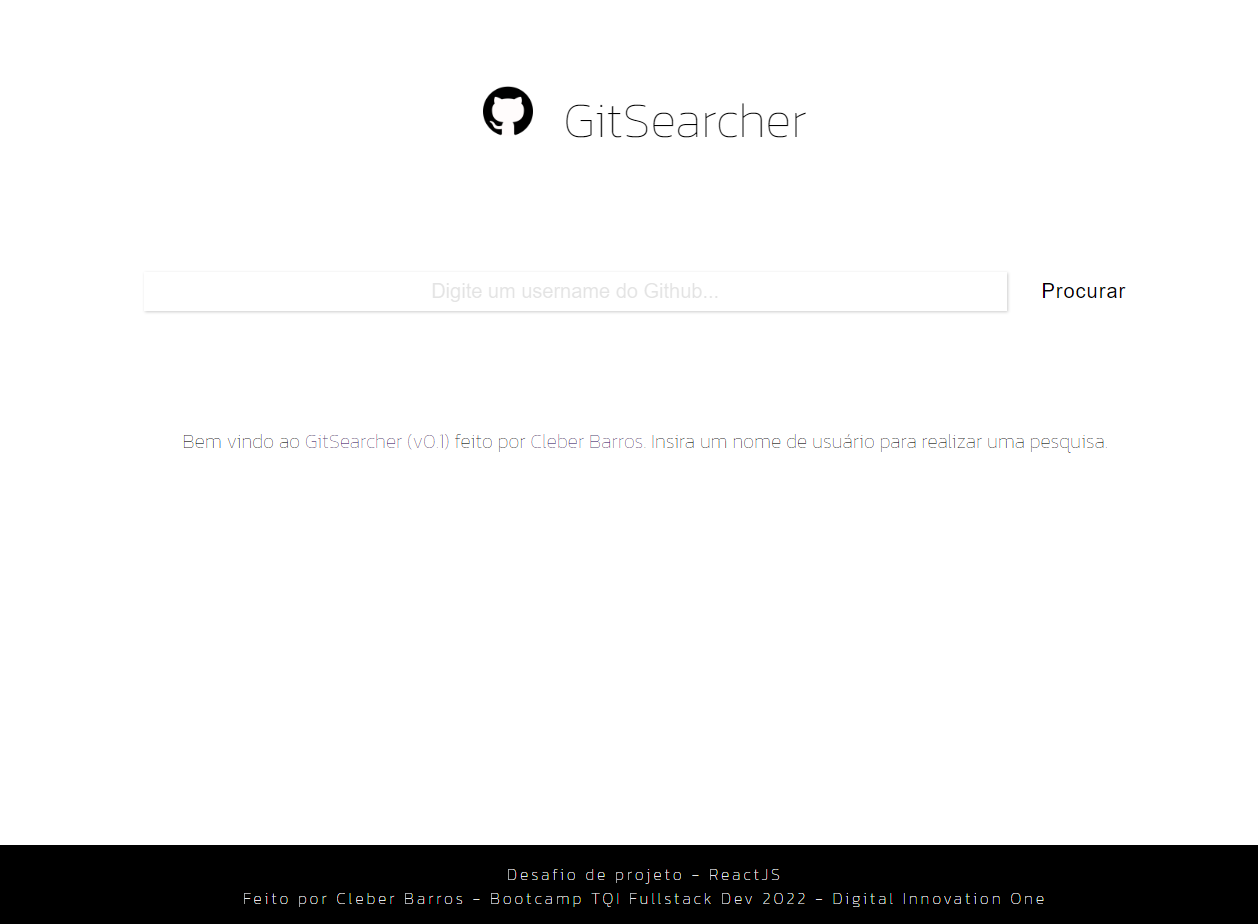 GitSearcher
Digite um username do Github...
Procurar
Bem vindo ao GitSearcher (v0.1) feito por Cleber Barros. Insira um nome de usuário para realizar uma pesquisa.
Desafio de projeto - ReactJS
Feito por Cleber Barros - Bootcamp TQI Fullstack Dev 2022 - Digital Innovation One